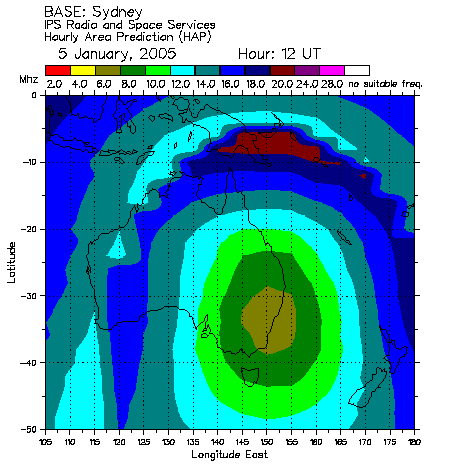 BASE: Sydney
IPS Radio and Space Services
Hourly Area Prediction (HAP)
5 January, 2005 Hour: 12 UT
Mhz 2.0 4.0 6.0 8.0 10.0 12.0 14.0 16.0 18.0 20.0 24.0 28.0 no suitable freq.
0
-10
-20
-30
-40
-50
Latitude
105 110 115 120 125 130 135 140 145 150 155 160 165 170 175 180
Longitude East